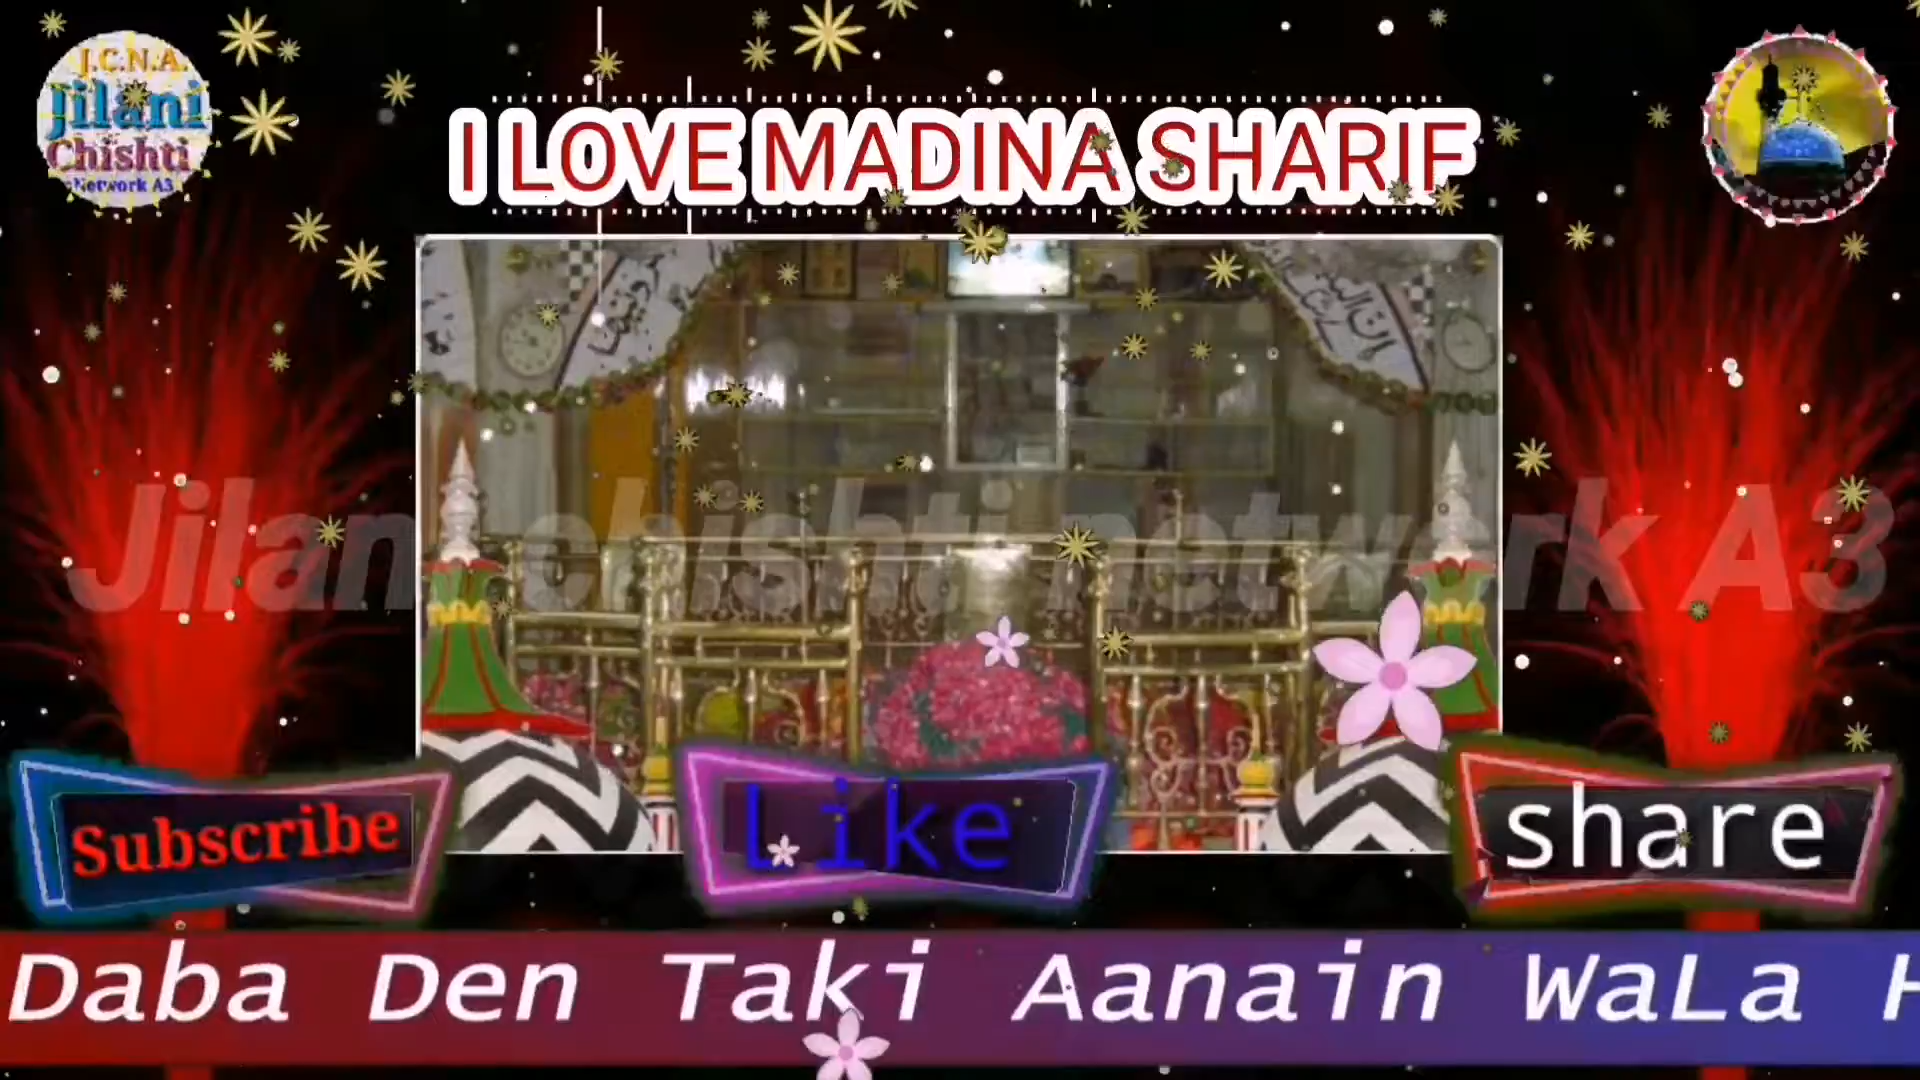 J.C.N.A.
Jilani
Chishti
Network A3
I LOVE MADINA SHARIF
Jilani chishti network A3
Subscribe
Like
share
Daba Den Taki Aanain WaLa H